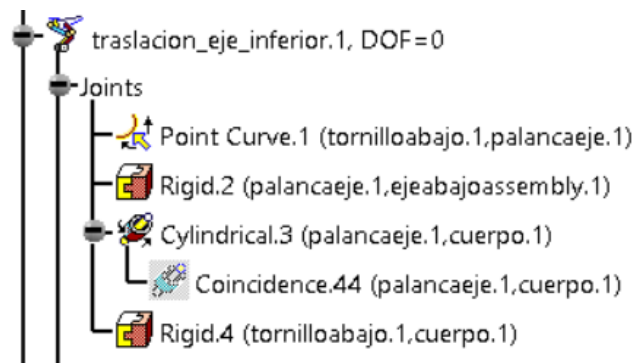 traslacion_eje_inferior.1, DOF=0
Joints
Point Curve.1 (tornilloabajo.1,palancaeje.1)
Rigid.2 (palancaeje.1,ejeabajoassembly.1)
Cylindrical.3 (palancaeje.1,cuerpo.1)
Coincidence.44 (palancaeje.1,cuerpo.1)
Rigid.4 (tornilloabajo.1,cuerpo.1)